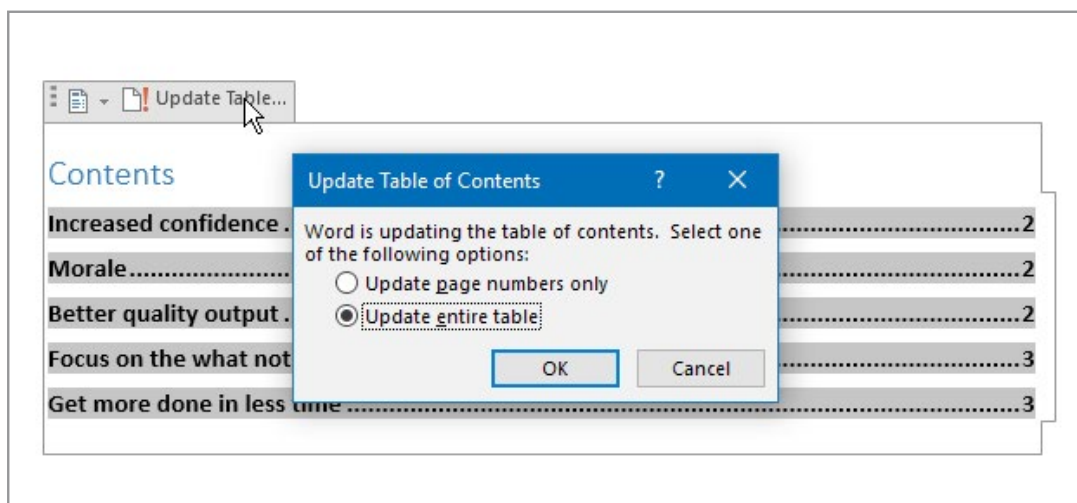 Update Table...
Contents
Update Table of Contents ? ×
Word is updating the table of contents. Select one
of the following options:
Update page numbers only
Update entire table
OK Cancel
Increased confidence . ........................................2
Morale...................... ........................................2
Better quality output . ........................................2
Focus on the what not ........................................3
Get more done in less time ...............................................................................................3